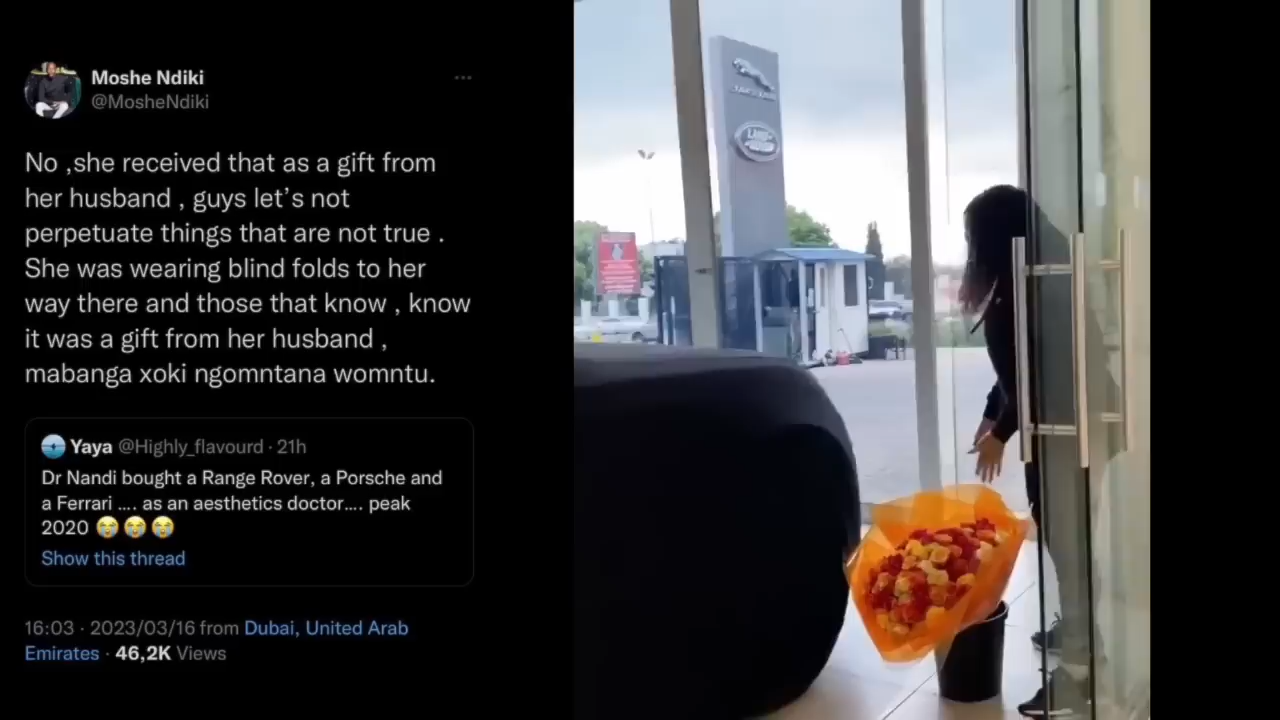 Moshe Ndiki
@MosheNdiki
No ,she received that as a gift from
her husband , guys let’s not
perpetuate things that are not true .
She was wearing blind folds to her
way there and those that know , know
it was a gift from her husband ,
mabanga xoki ngomntana womntu.
Yaya @Highly_flavourd · 21h
Dr Nandi bought a Range Rover, a Porsche and
a Ferrari .... as an aesthetics doctor.... peak
2020 😭😭😭
Show this thread
16:03 · 2023/03/16 from Dubai, United Arab
Emirates · 46,2K Views
LAND